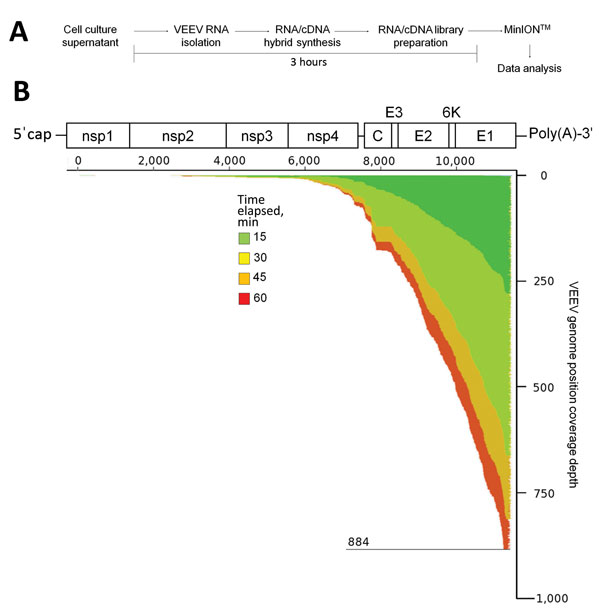 A
Cell culture supernatant
VEEV RNA isolation
RNA/cDNA hybrid synthesis
RNA/cDNA library preparation
MinION™
3 hours
Data analysis
B
E3 6K
5'cap nsp1 nsp2 nsp3 nsp4 C E2 E1 Poly(A)-3'
0 2,000 4,000 6,000 8,000 10,000
0
Time elapsed, min
15
30
45
60
250
500
750
1,000
VEEV genome position coverage depth
884